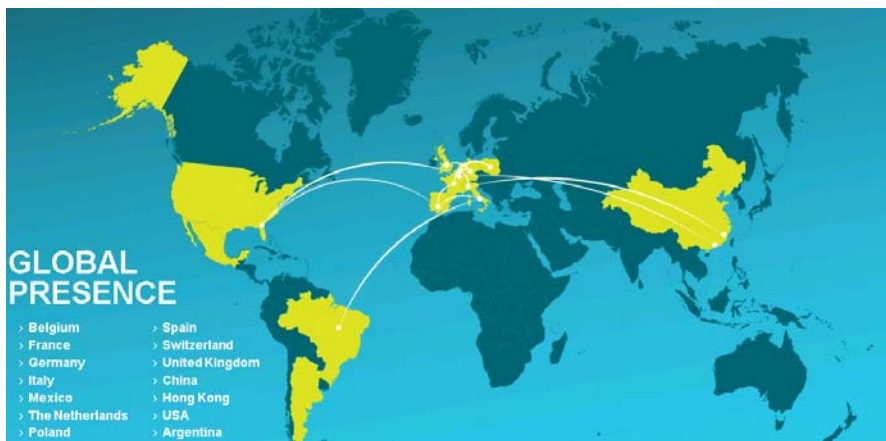 GLOBAL
PRESENCE
> Belgium
> France
> Germany
> Italy
> Mexico
> The Netherlands
> Poland
> Spain
> Switzerland
> United Kingdom
> China
> Hong Kong
> USA
> Argentina